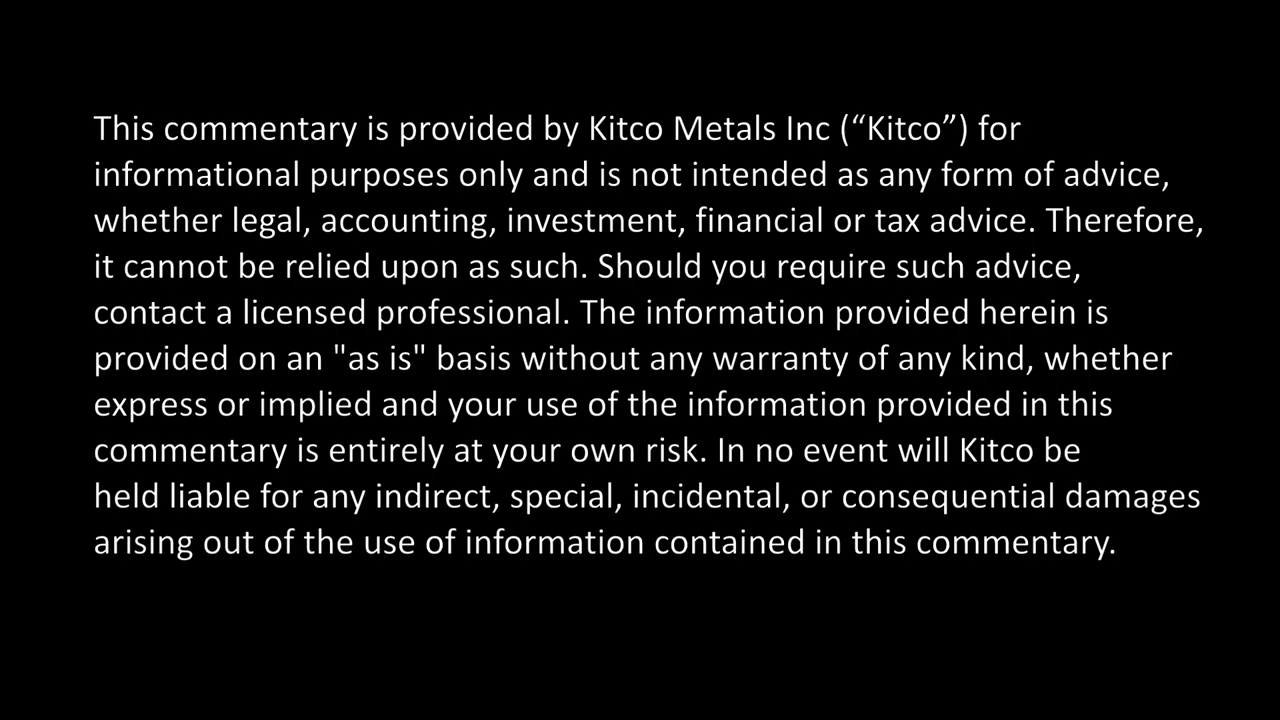 This commentary is provided by Kitco Metals Inc (“Kitco”) for
informational purposes only and is not intended as any form of advice,
whether legal, accounting, investment, financial or tax advice. Therefore,
it cannot be relied upon as such. Should you require such advice,
contact a licensed professional. The information provided herein is
provided on an "as is" basis without any warranty of any kind, whether
express or implied and your use of the information provided in this
commentary is entirely at your own risk. In no event will Kitco be
held liable for any indirect, special, incidental, or consequential damages
arising out of the use of information contained in this commentary.